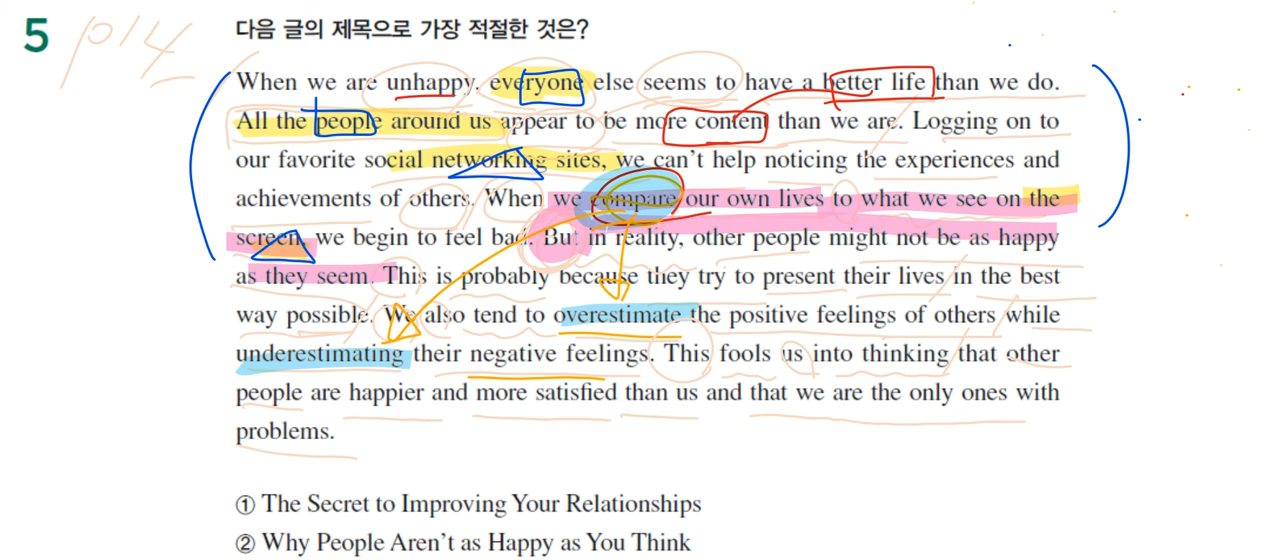 5 p14 다음 글의 제목으로 가장 적절한 것은?
When we are unhappy, everyone else seems to have a better life than we do.
All the people around us appear to be more content than we are. Logging on to
our favorite social networking sites, we can't help noticing the experiences and
achievements of others. When we compare our own lives to what we see on the
screen, we begin to feel bad. But in reality, other people might not be as happy
as they seem. This is probably because they try to present their lives in the best
way possible. We also tend to overestimate the positive feelings of others while
underestimating their negative feelings. This fools us into thinking that other
people are happier and more satisfied than us and that we are the only ones with
problems.
① The Secret to Improving Your Relationships
② Why People Aren't as Happy as You Think